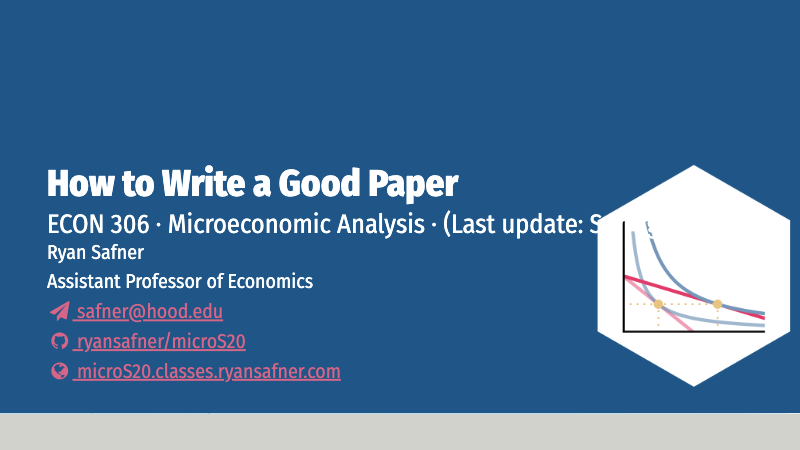 How to Write a Good Paper
ECON 306 · Microeconomic Analysis · (Last update:
Ryan Safner
Assistant Professor of Economics
safner@hood.edu
ryansafner/microS20
microS20.classes.ryansafner.com